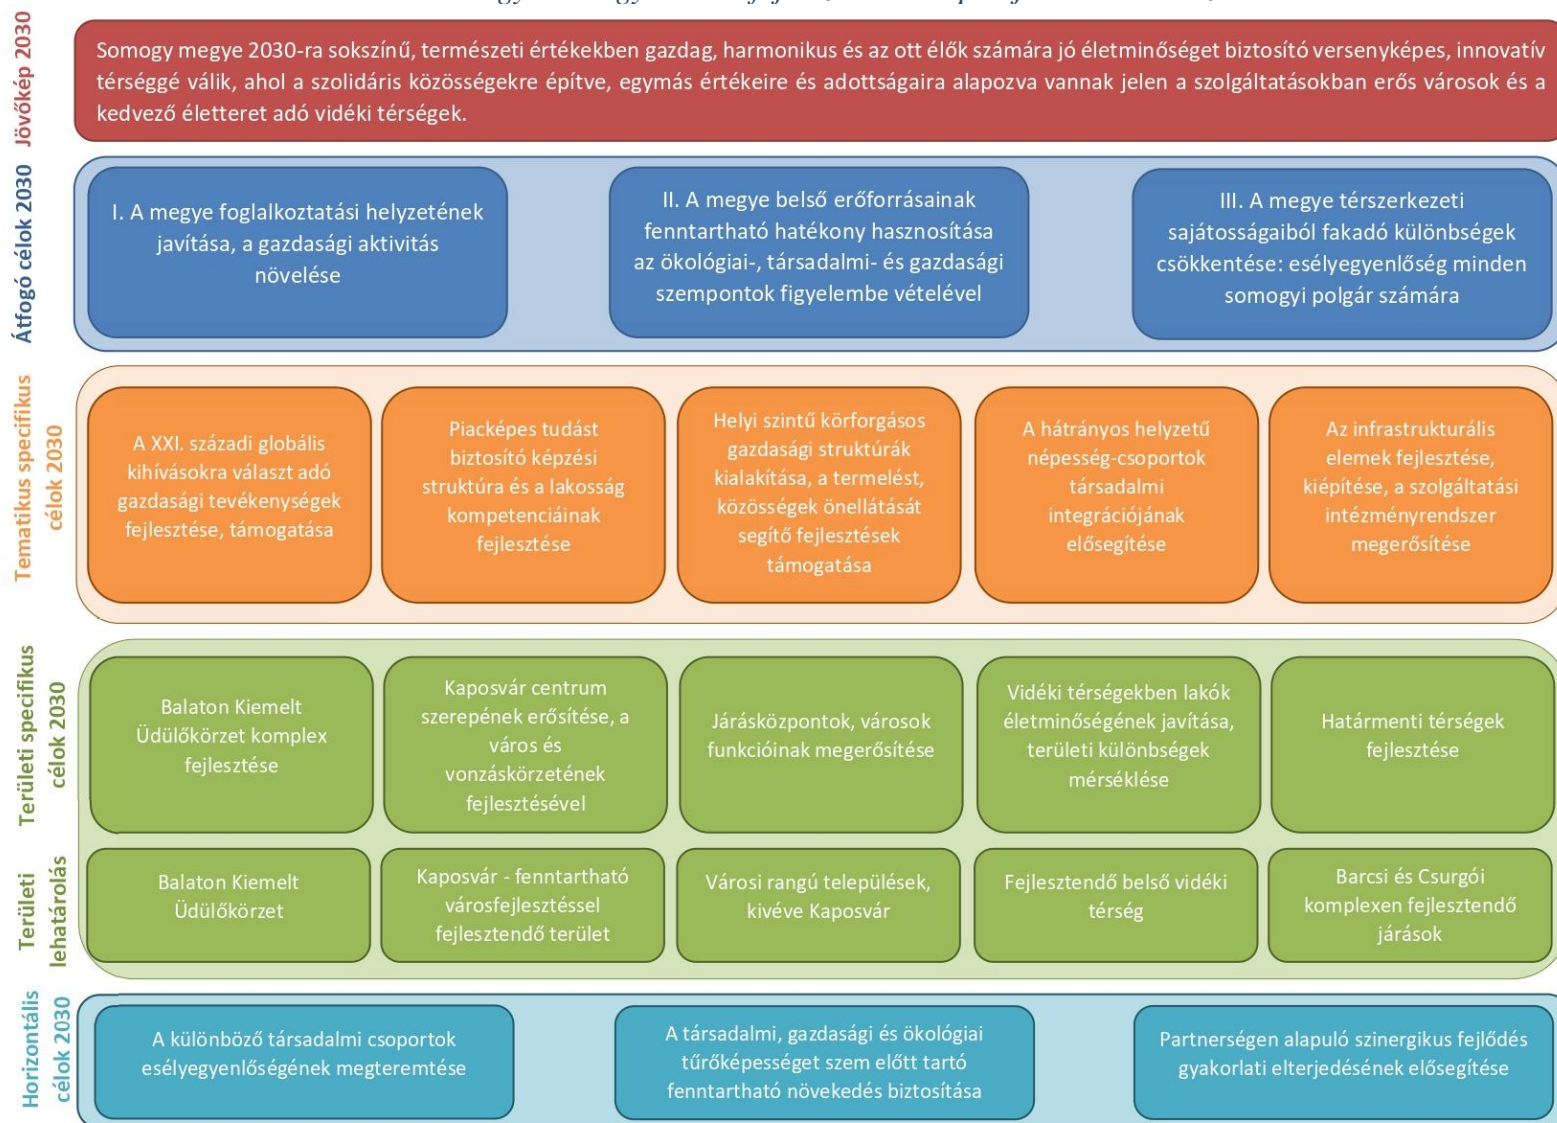 Jövőkép 2030
Somogy megye 2030-ra sokszínű, természeti értékekben gazdag, harmonikus és az ott élők számára jó életminőséget biztosító versenyképes, innovatív
térséggé válik, ahol a szolidáris közösségekre építve, egymás értékeire és adottságaira alapozva vannak jelen a szolgáltatásokban erős városok és a
kedvező életteret adó vidéki térségek.
Átfogó célok 2030
I. A megye foglalkoztatási helyzetének
javítása, a gazdasági aktivitás
növelése
II. A megye belső erőforrásainak
fenntartható hatékony hasznosítása
az ökológiai-, társadalmi- és gazdasági
szempontok figyelembe vételével
III. A megye térszerkezeti
sajátosságaiból fakadó különbségek
csökkentése: esélyegyenlőség minden
somogyi polgár számára
Tematikus specifikus
célok 2030
A XXI. századi globális
kihívásokra választ adó
gazdasági tevékenységek
fejlesztése, támogatása
Piacképes tudást
biztosító képzési
struktúra és a lakosság
kompetenciáinak
fejlesztése
Helyi szintű körforgásos
gazdasági struktúrák
kialakítása, a termelést,
közösségek önellátását
segítő fejlesztések
támogatása
A hátrányos helyzetű
népesség-csoportok
társadalmi
integrációjának
elősegítése
Az infrastrukturális
elemek fejlesztése,
kiépítése, a szolgáltatási
intézményrendszer
megerősítése
Területi specifikus
célok 2030
Balaton Kiemelt
Üdülőkörzet komplex
fejlesztése
Kaposvár centrum
szerepének erősítése, a
város és
vonzáskörzetének
fejlesztésével
Járásközpontok, városok
funkcióinak megerősítése
Vidéki térségekben lakók
életminőségének javítása,
területi különbségek
mérséklése
Határmenti térségek
fejlesztése
Területi
lehatárolás
Balaton Kiemelt
Üdülőkörzet
Kaposvár - fenntartható
városfejlesztéssel
fejlesztendő terület
Városi rangú települések,
kivéve Kaposvár
Fejlesztendő belső vidéki
térség
Barcsi és Csurgói
komplexen fejlesztendő
járások
Horizontális
célok 2030
A különböző társadalmi csoportok
esélyegyenlőségének megteremtése
A társadalmi, gazdasági és ökológiai
tűrőképességet szem előtt tartó
fenntartható növekedés biztosítása
Partnerségen alapuló szinergikus fejlődés
gyakorlati elterjedésének elősegítése